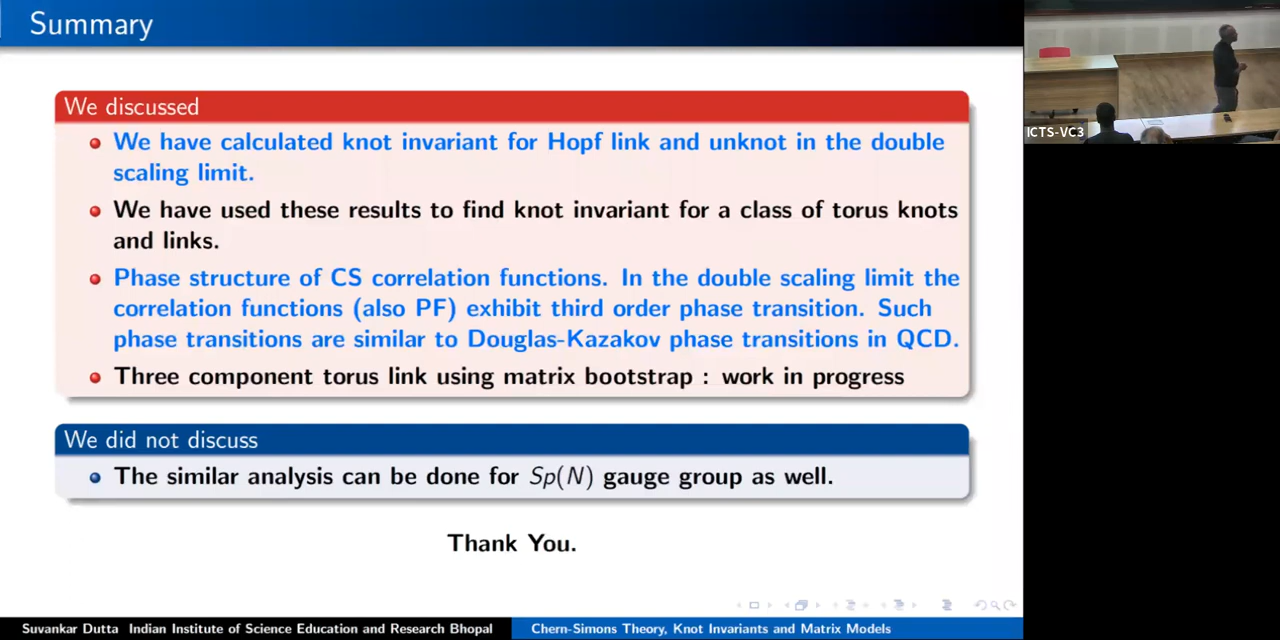 Summary
We discussed
We have calculated knot invariant for Hopf link and unknot in the double
scaling limit.
We have used these results to find knot invariant for a class of torus knots
and links.
Phase structure of CS correlation functions. In the double scaling limit the
correlation functions (also PF) exhibit third order phase transition. Such
phase transitions are similar to Douglas-Kazakov phase transitions in QCD.
Three component torus link using matrix bootstrap : work in progress
We did not discuss
The similar analysis can be done for Sp(N) gauge group as well.
Thank You.
Suvankar Dutta Indian Institute of Science Education and Research Bhopal
Chern-Simons Theory, Knot Invariants and Matrix Models
ICTS-VC3